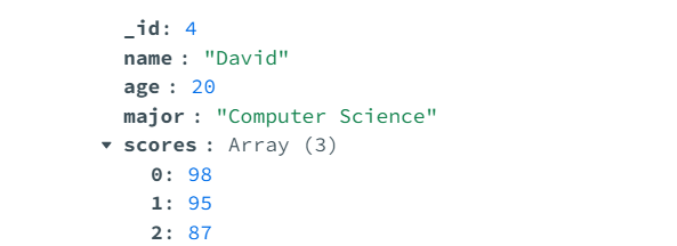 _id: 4
name : "David"
age : 20
major : "Computer Science"
scores : Array (3)
0: 98
1: 95
2: 87